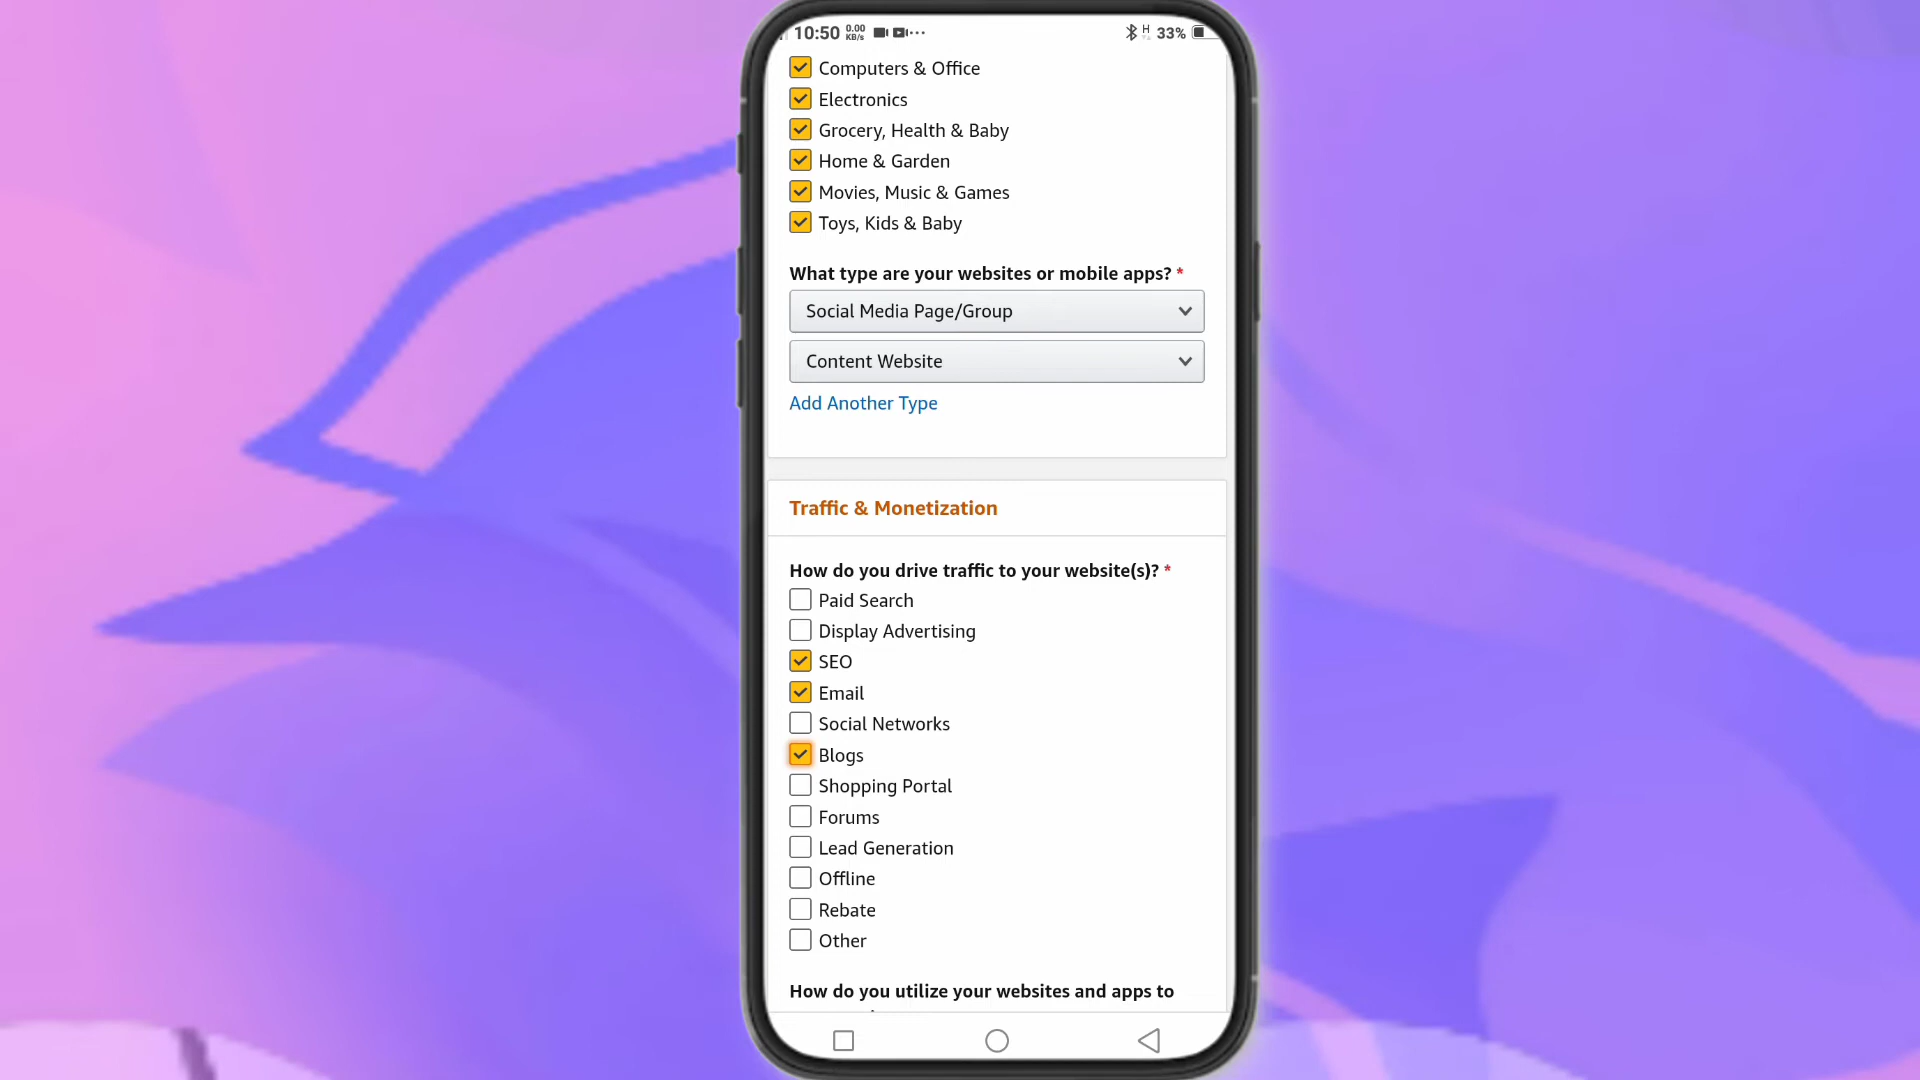 10:50 0.00 KB/s 33%
Computers & Office
Electronics
Grocery, Health & Baby
Home & Garden
Movies, Music & Games
Toys, Kids & Baby
What type are your websites or mobile apps? *
Social Media Page/Group
Content Website
Add Another Type
Traffic & Monetization
How do you drive traffic to your website(s)? *
Paid Search
Display Advertising
SEO
Email
Social Networks
Blogs
Shopping Portal
Forums
Lead Generation
Offline
Rebate
Other
How do you utilize your websites and apps to